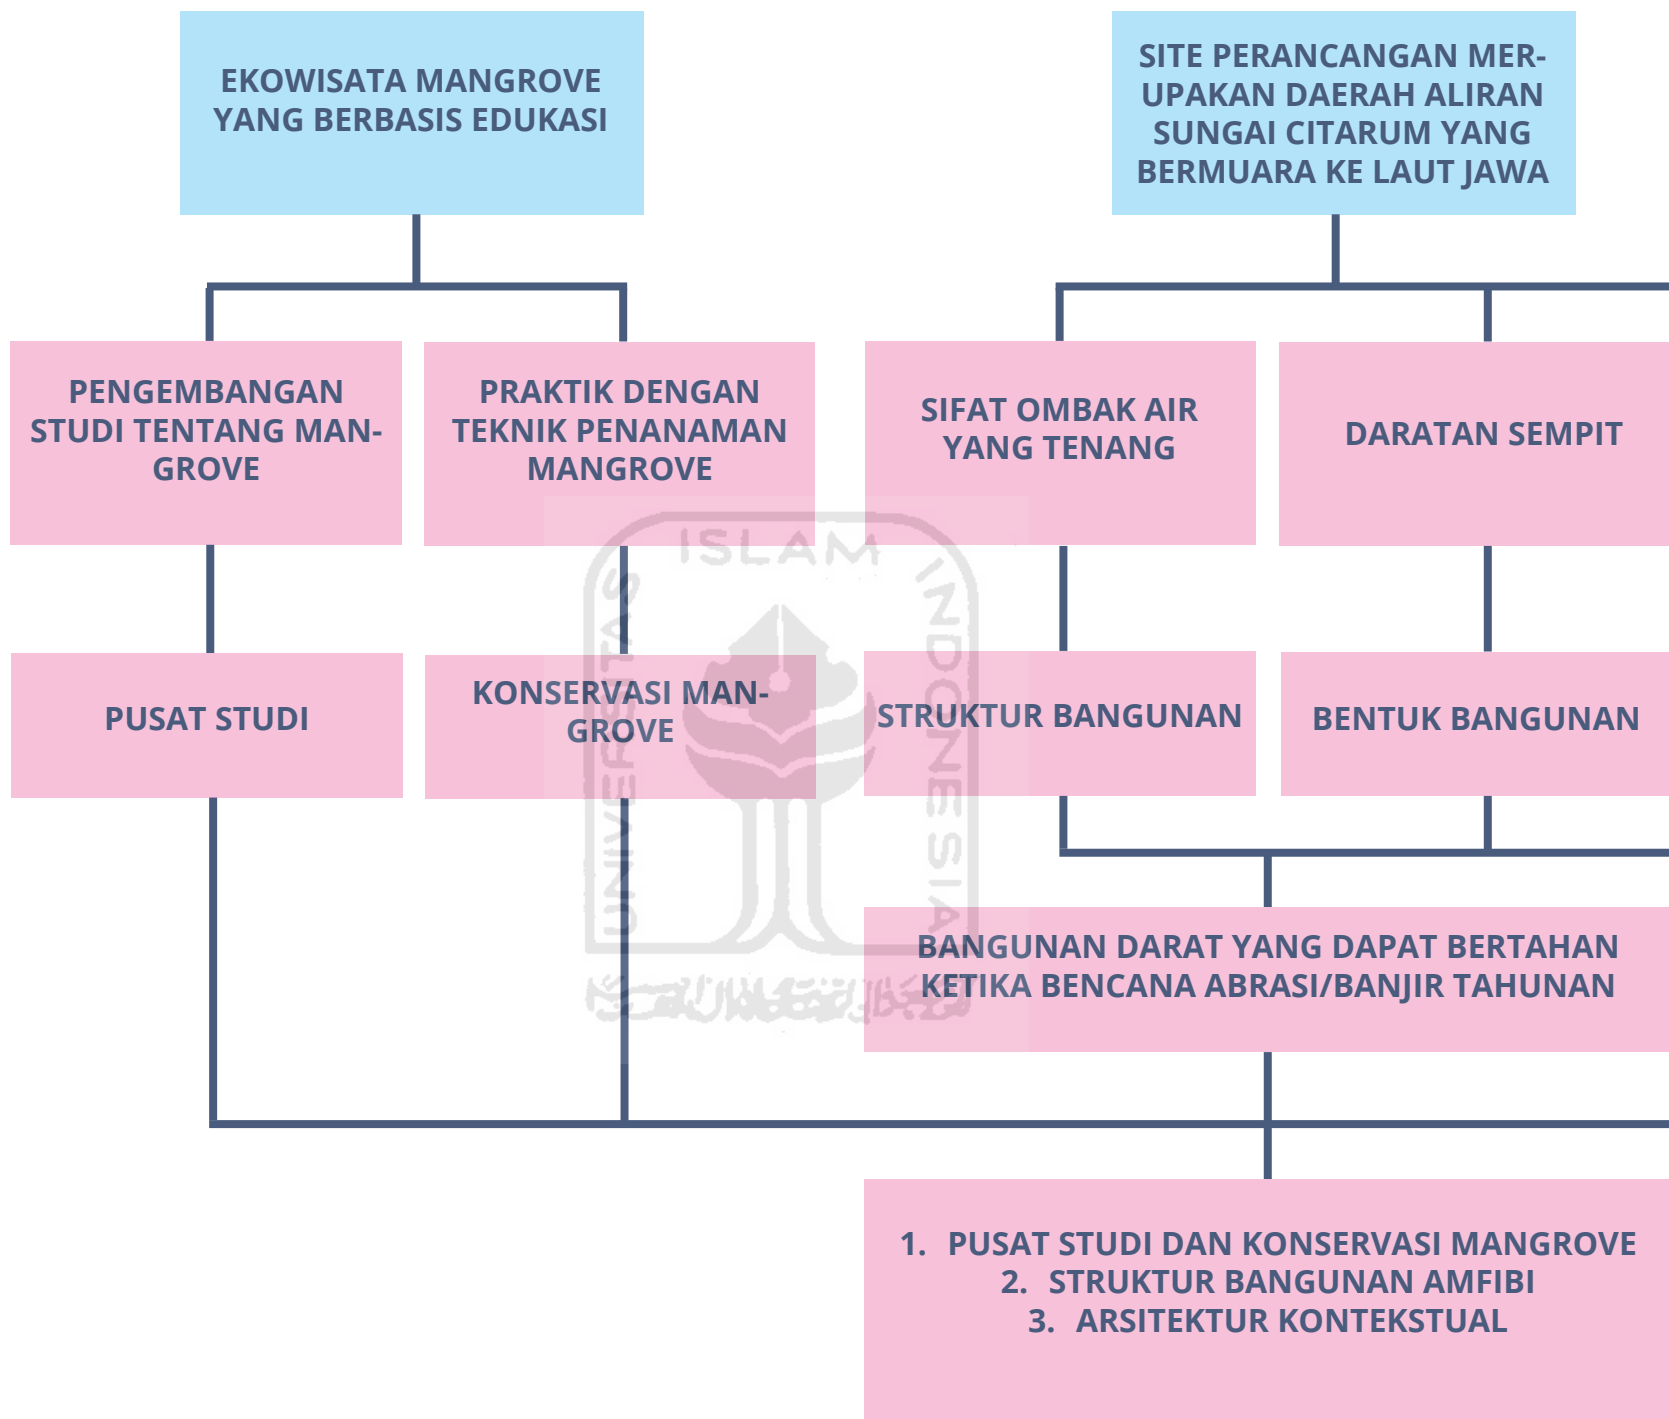 EKOWISATA MANGROVE
YANG BERBASIS EDUKASI
SITE PERANCANGAN MER-
UPAKAN DAERAH ALIRAN
SUNGAI CITARUM YANG
BERMUARA KE LAUT JAWA
PENGEMBANGAN
STUDI TENTANG MAN-
GROVE
PRAKTIK DENGAN
TEKNIK PENANAMAN
MANGROVE
SIFAT OMBAK AIR
YANG TENANG
DARATAN SEMPIT
PUSAT STUDI
KONSERVASI MAN-
GROVE
STRUKTUR BANGUNAN
BENTUK BANGUNAN
BANGUNAN DARAT YANG DAPAT BERTAHAN
KETIKA BENCANA ABRASI/BANJIR TAHUNAN
1. PUSAT STUDI DAN KONSERVASI MANGROVE
2. STRUKTUR BANGUNAN AMFIBI
3. ARSITEKTUR KONTEKSTUAL
UNIVERSITAS
ISLAM
INDONESIA